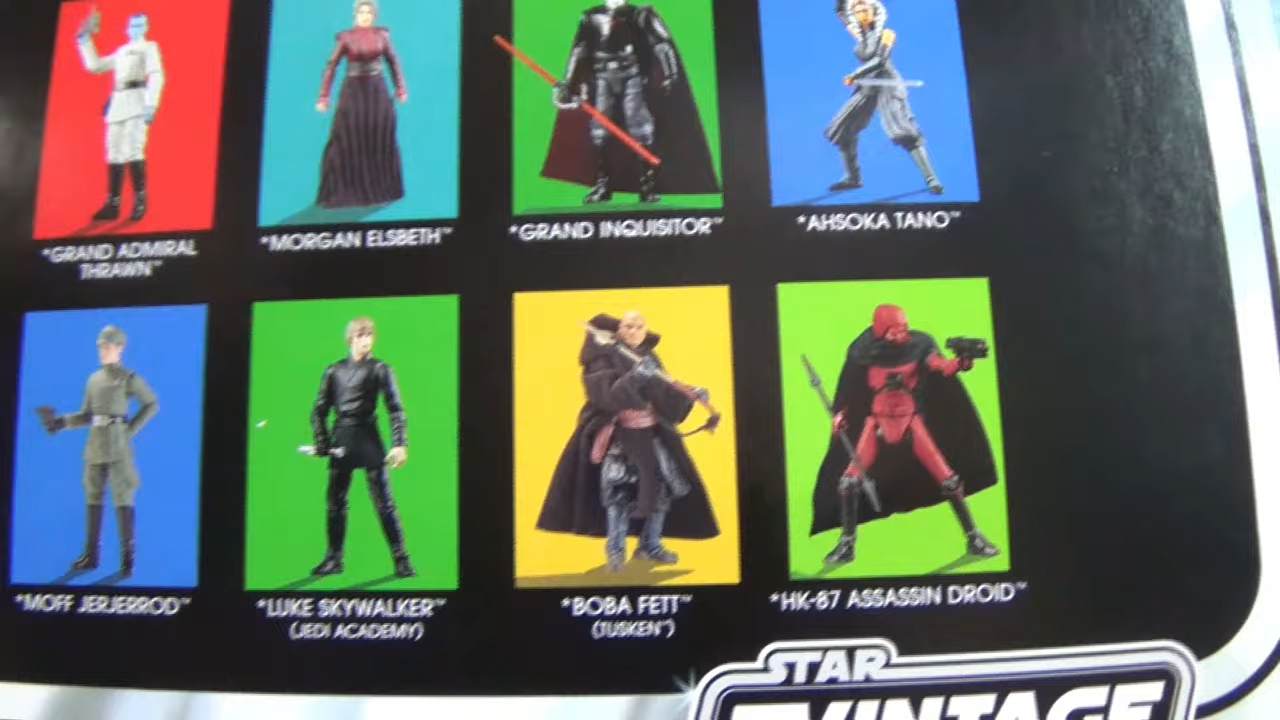 *GRAND ADMIRAL
THRAWN™
*MORGAN ELSBETH™
*GRAND INQUISITOR™
*AHSOKA TANO™
*MOFF JERJERROD™
*LUKE SKYWALKER™
(JEDI ACADEMY)
*BOBA FETT™
(TUSKEN™)
*HK-87 ASSASSIN DROID™
STAR
VINTAGE